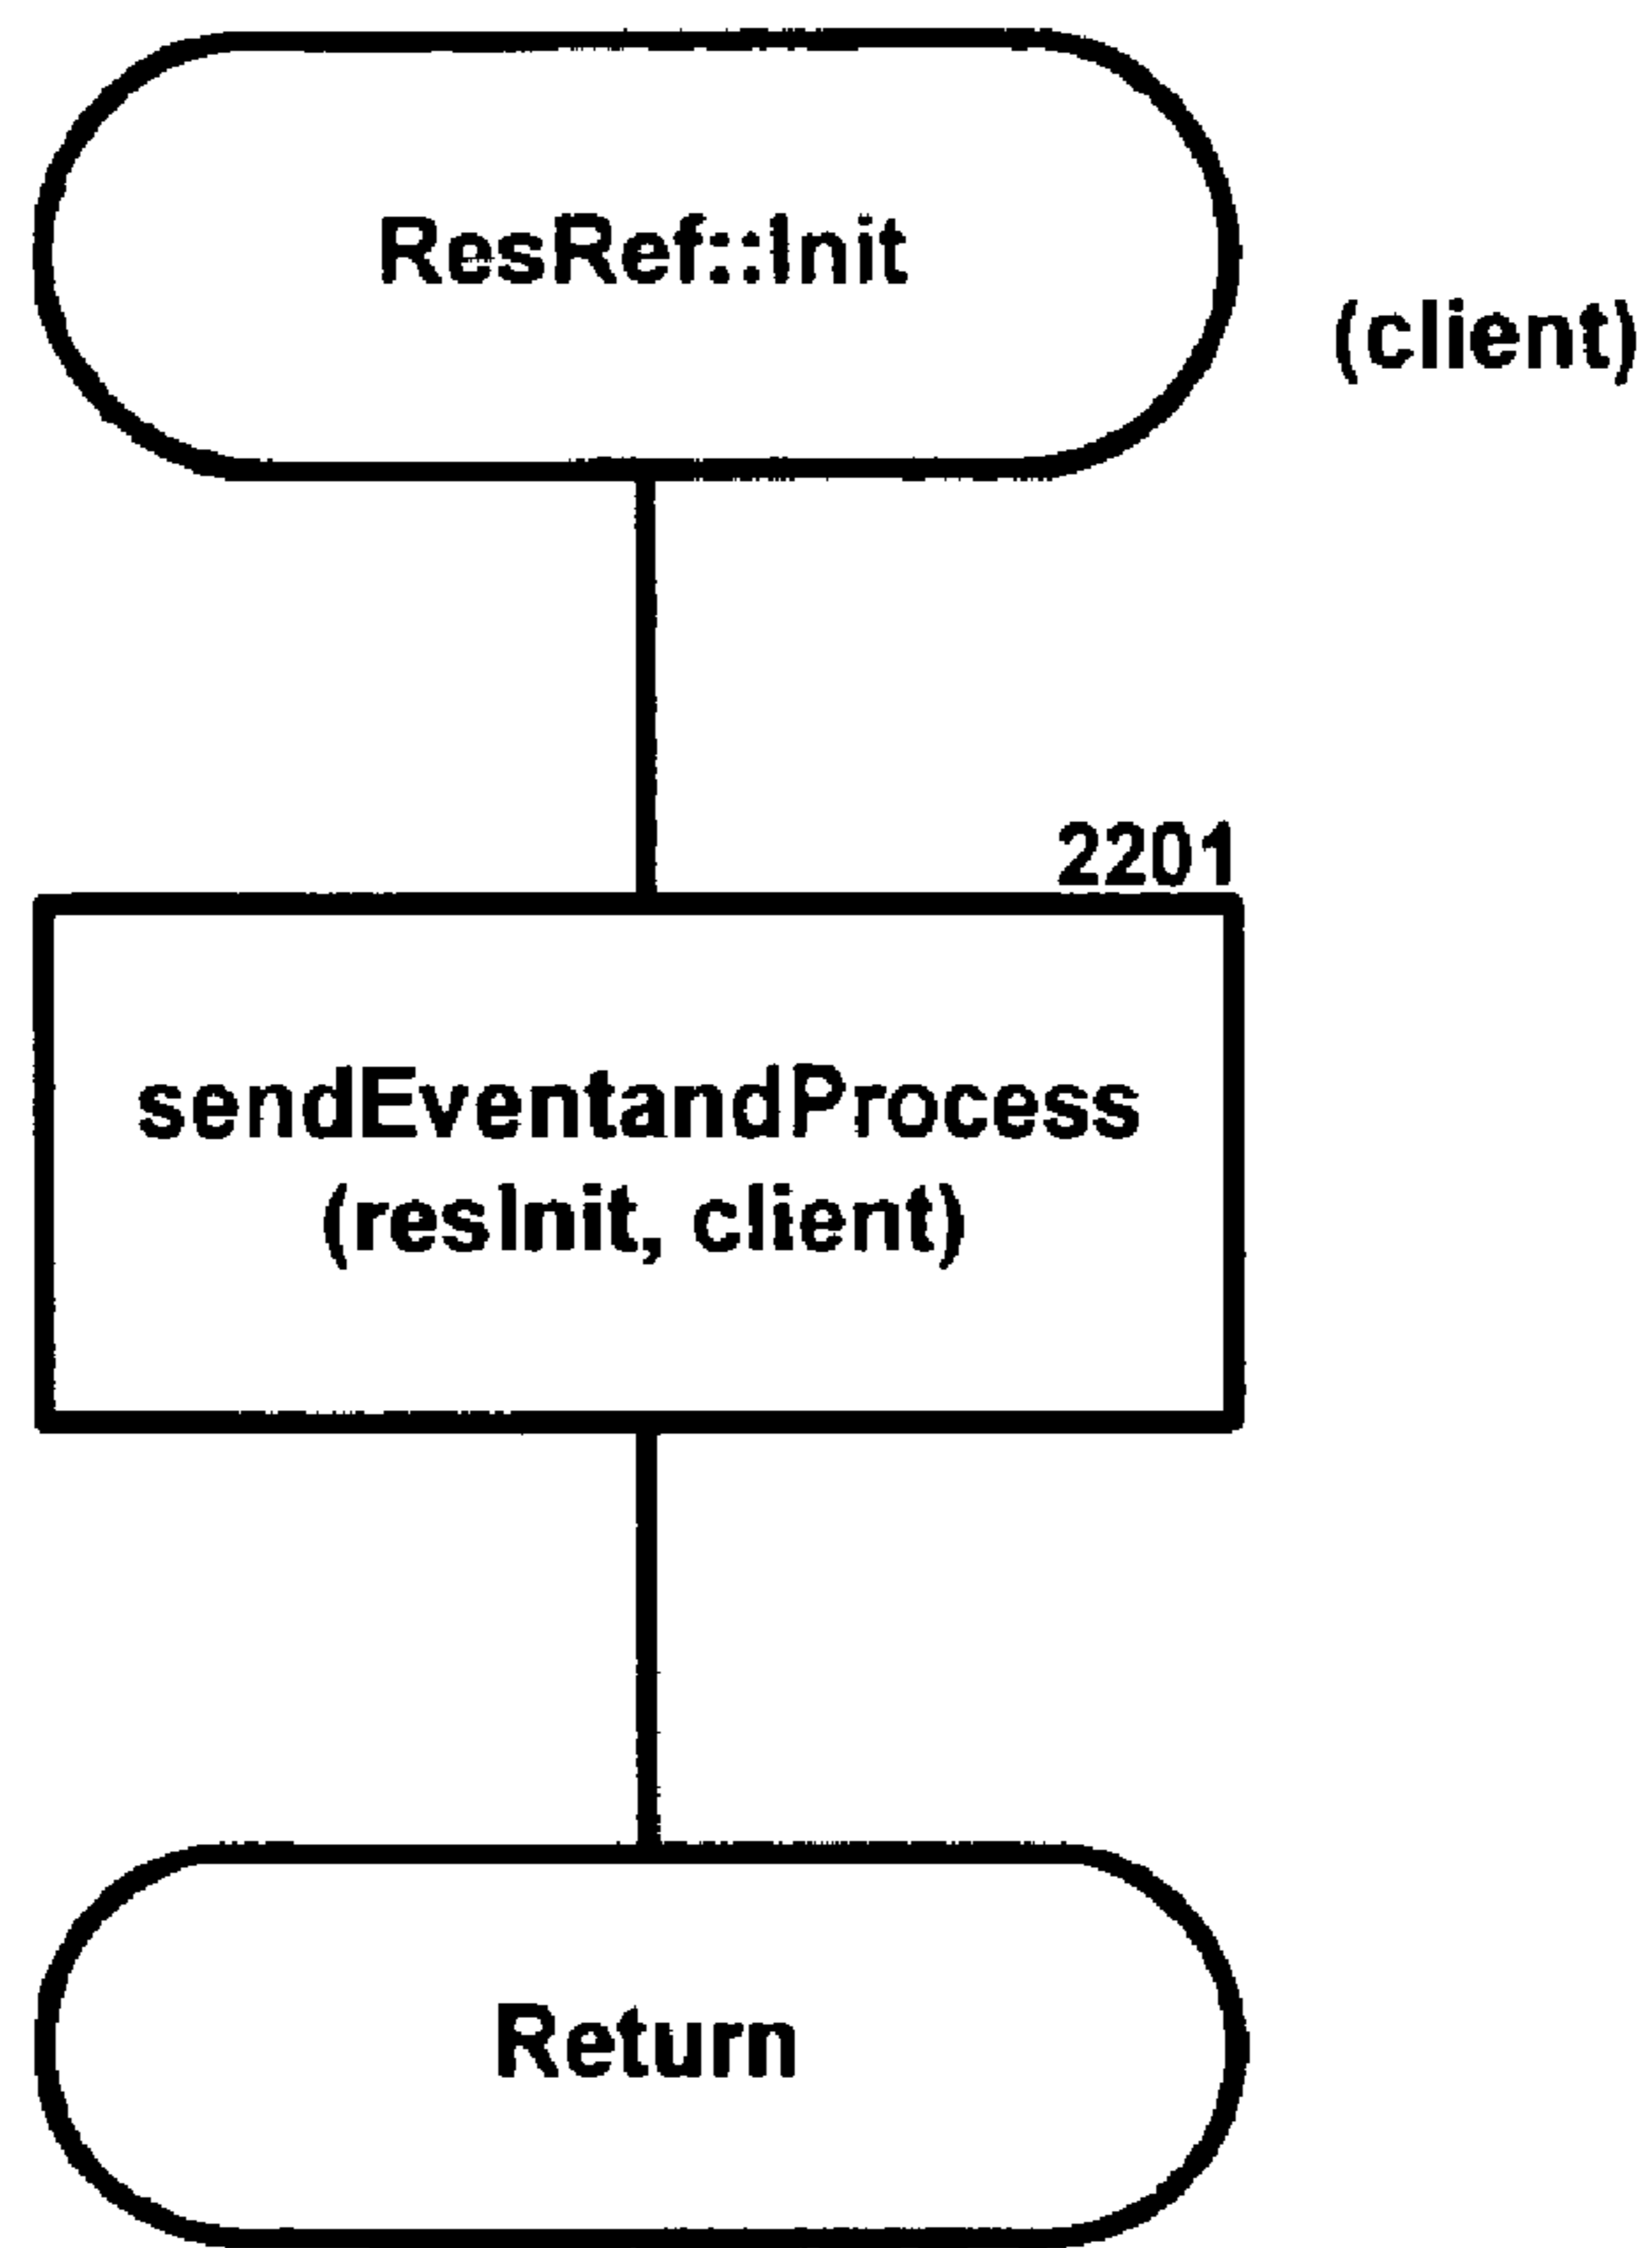 ResRef::Init
(client)
2201
sendEventandProcess
(resInit, client)
Return